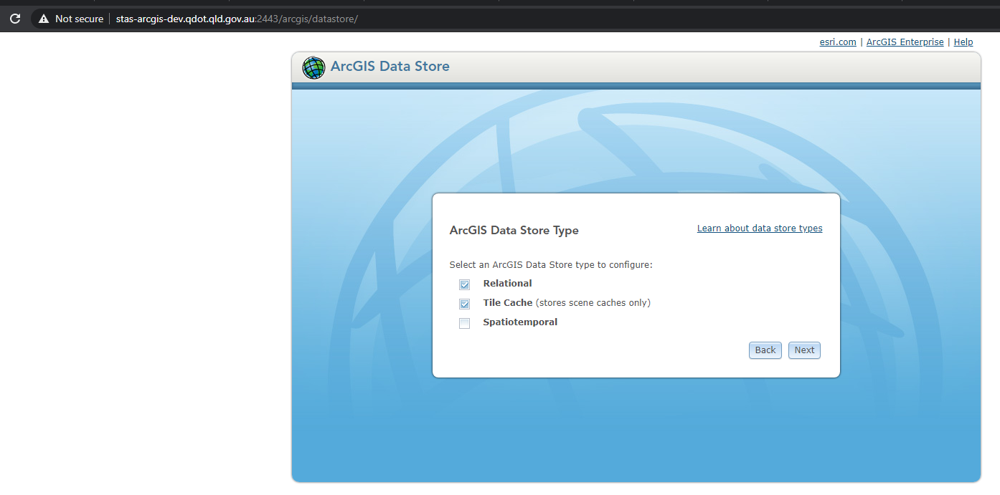 Not secure | stas-arcgis-dev.qdot.qld.gov.au:2443/arcgis/datastore/
esri.com | ArcGIS Enterprise | Help
ArcGIS Data Store
ArcGIS Data Store Type
Learn about data store types
Select an ArcGIS Data Store type to configure:
Relational
Tile Cache (stores scene caches only)
Spatiotemporal
Back Next